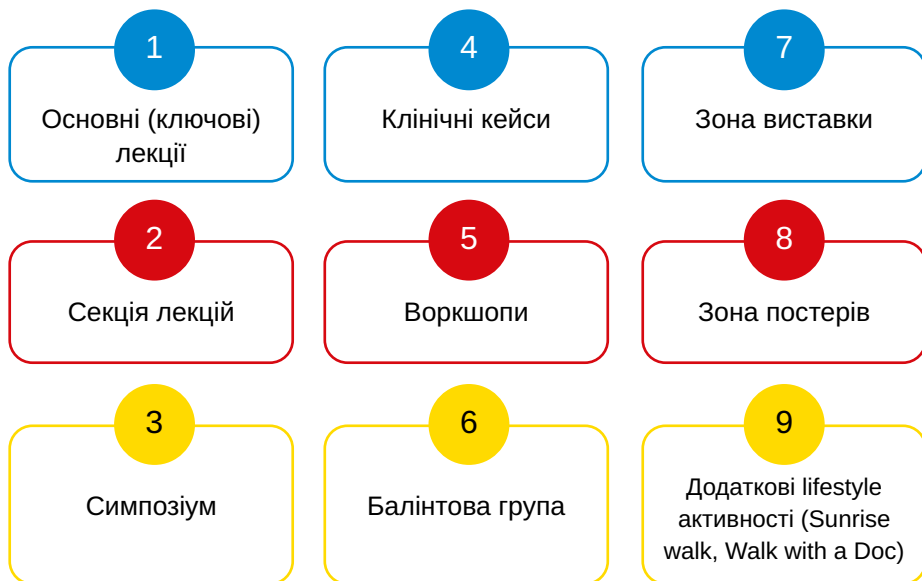 1
Основні (ключові)
лекції
4
Клінічні кейси
7
Зона виставки
2
Секція лекцій
5
Воркшопи
8
Зона постерів
3
Симпозіум
6
Балінтова група
9
Додаткові lifestyle
активності (Sunrise
walk, Walk with a Doc)